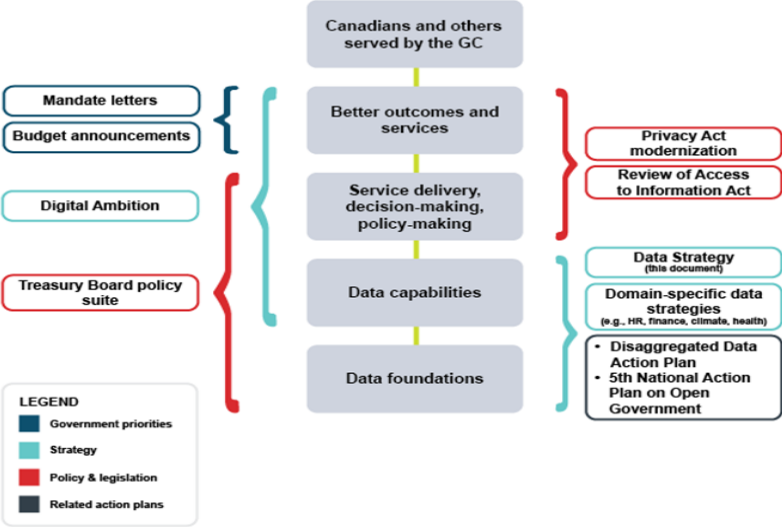 Canadians and others
served by the GC
Mandate letters
Budget announcements
Better outcomes and
services
Privacy Act
modernization
Review of Access
to Information Act
Digital Ambition
Service delivery,
decision-making,
policy-making
Treasury Board policy
suite
Data capabilities
Data Strategy
(this document)
Domain-specific data
strategies
(e.g., HR, finance, climate, health)
Data foundations
• Disaggregated Data
Action Plan
• 5th National Action
Plan on Open
Government
LEGEND
Government priorities
Strategy
Policy & legislation
Related action plans